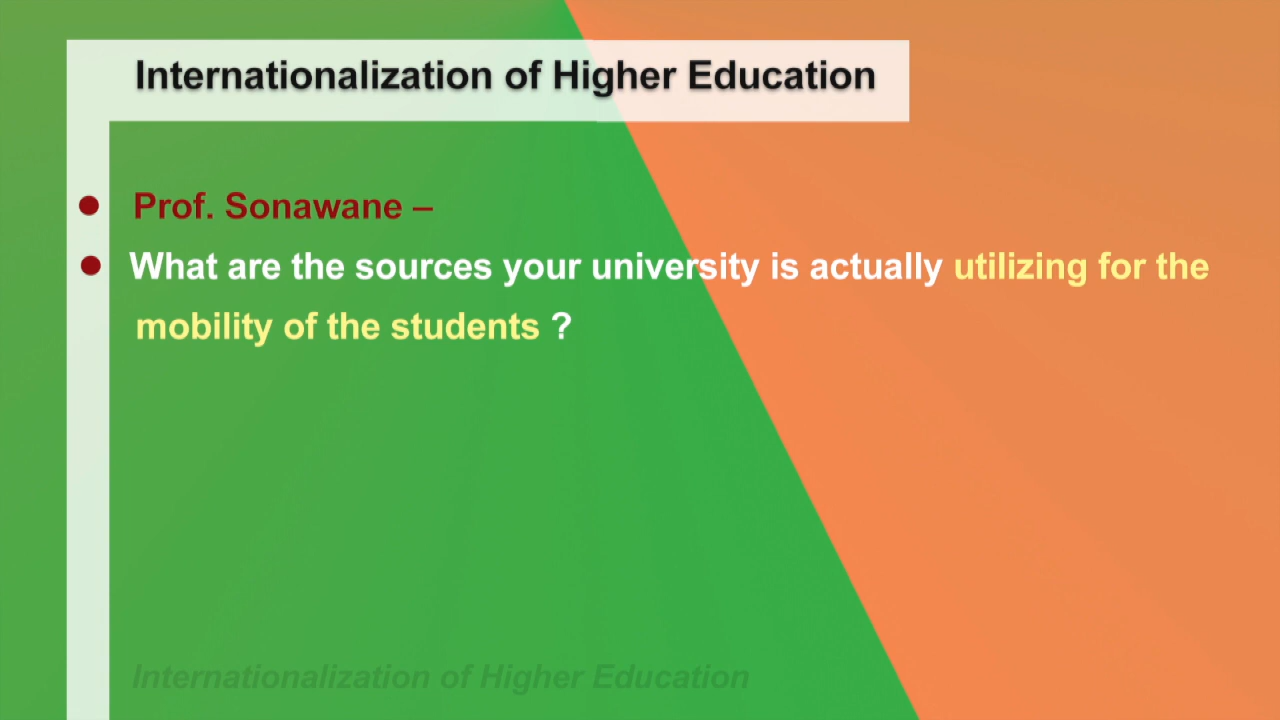 Internationalization of Higher Education
● Prof. Sonawane –
● What are the sources your university is actually utilizing for the
mobility of the students ?
Internationalization of Higher Education